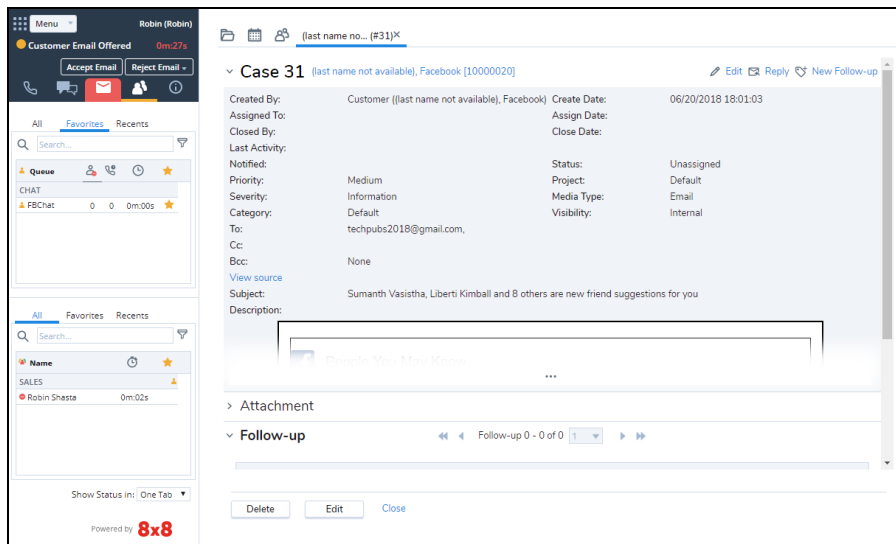 Menu
Robin (Robin)
Customer Email Offered 0m:27s
Accept Email Reject Email
All Favorites Recents
Search...
Queue
CHAT
FBChat 0 0 0m:00s
All Favorites Recents
Search...
Name
SALES
Robin Shasta 0m:02s
Show Status in: One Tab
Powered by 8x8
(last name no... (#31)×
Case 31 (last name not available), Facebook [10000020] Edit Reply New Follow-up
Created By: Customer ((last name not available), Facebook) Create Date: 06/20/2018 18:01:03
Assigned To: Assign Date:
Closed By: Close Date:
Last Activity:
Notified: Status: Unassigned
Priority: Medium Project: Default
Severity: Information Media Type: Email
Category: Default Visibility: Internal
To: techpubs2018@gmail.com,
Cc:
Bcc: None
View source
Subject: Sumanth Vasistha, Liberti Kimball and 8 others are new friend suggestions for you
Description:
People You May Know
...
Attachment
Follow-up Follow-up 0 - 0 of 0 1
Delete Edit Close